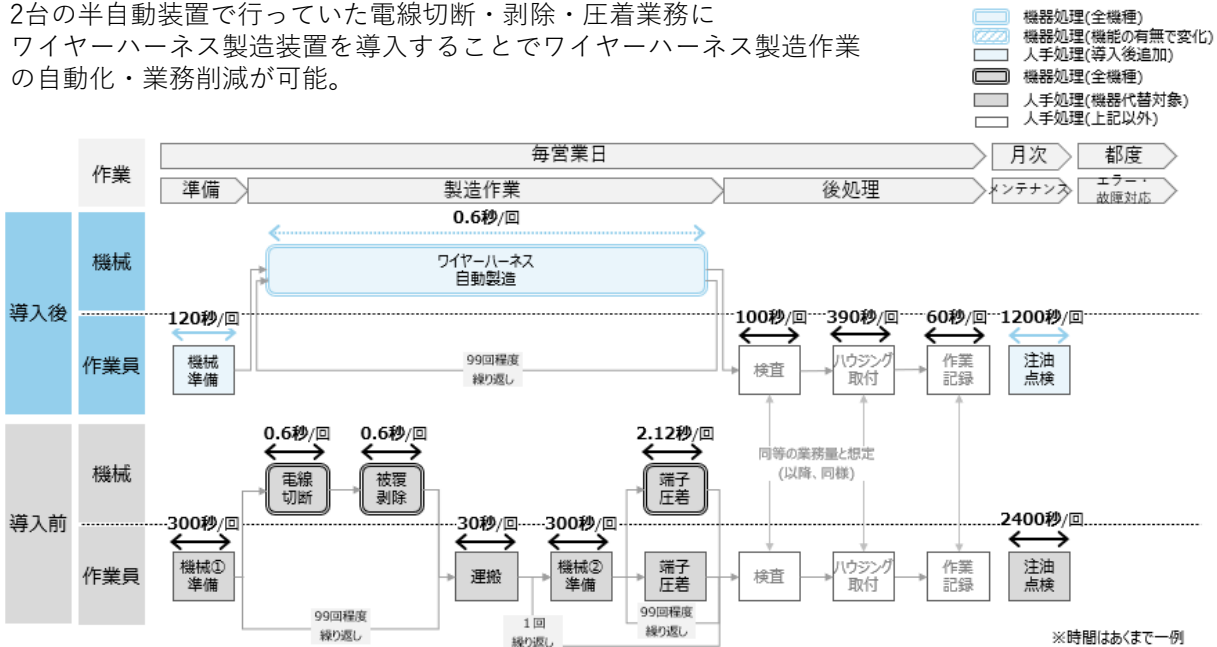 2台の半自動装置で行っていた電線切断・剥除・圧着業務に
ワイヤーハーネス製造装置を導入することでワイヤーハーネス製造作業
の自動化・業務削減が可能。
機器処理(全機種)
機器処理(機能の有無で変化)
人手処理(導入後追加)
機器処理(全機種)
人手処理(機器代替対象)
人手処理(上記以外)
作業
毎営業日
月次
都度
準備
製造作業
後処理
メンテナンス
エラー・
故障対応
導入後
機械
0.6秒/回
ワイヤーハーネス
自動製造
作業員
120秒/回
機械
準備
99回程度
繰り返し
100秒/回
検査
390秒/回
ハウジング
取付
60秒/回
作業
記録
1200秒/回
注油
点検
導入前
機械
0.6秒/回
電線
切断
0.6秒/回
被覆
剥除
2.12秒/回
端子
圧着
同等の業務量と想定
(以降、同様)
作業員
300秒/回
機械①
準備
99回程度
繰り返し
30秒/回
運搬
300秒/回
機械②
準備
1回
繰り返し
端子
圧着
99回程度
繰り返し
検査
ハウジング
取付
作業
記録
2400秒/回
注油
点検
※時間はあくまで一例